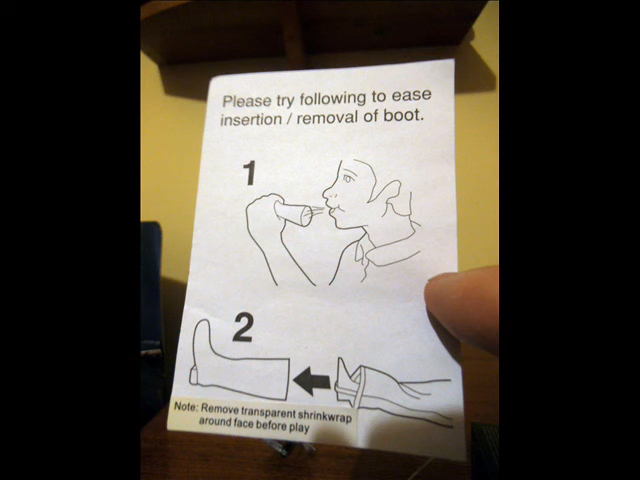 Please try following to ease
insertion / removal of boot.
1
2
Note: Remove transparent shrinkwrap
around face before play